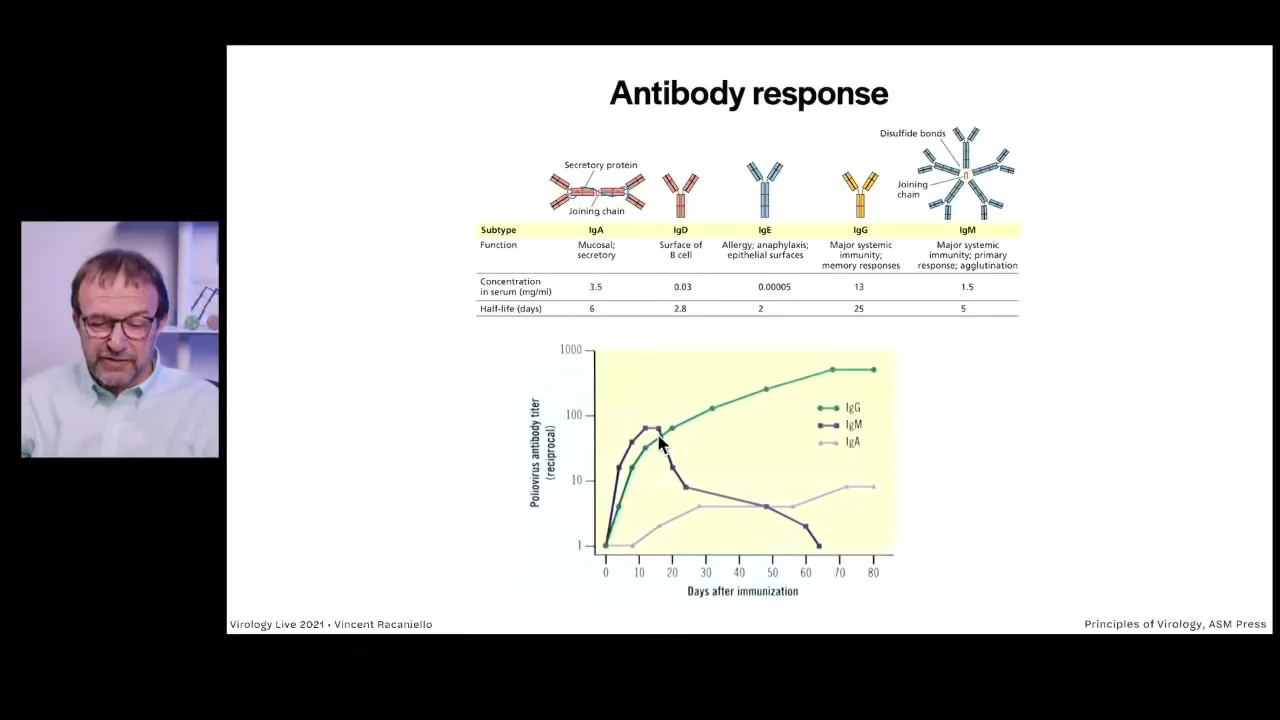 Antibody response
Disulfide bonds
Secretory protein
Joining
chain
Joining chain
Subtype IgA IgD IgE IgG IgM
Function Mucosal; Surface of Allergy; anaphylaxis; Major systemic Major systemic
secretory B cell epithelial surfaces immunity; immunity; primary
memory responses response; agglutination
Concentration
in serum (mg/ml) 3.5 0.03 0.00005 13 1.5
Half-life (days) 6 2.8 2 25 5
1000
100
10
1
Poliovirus antibody titer
(reciprocal)
IgG
IgM
IgA
0 10 20 30 40 50 60 70 80
Days after immunization
Virology Live 2021 • Vincent Racaniello
Principles of Virology, ASM Press